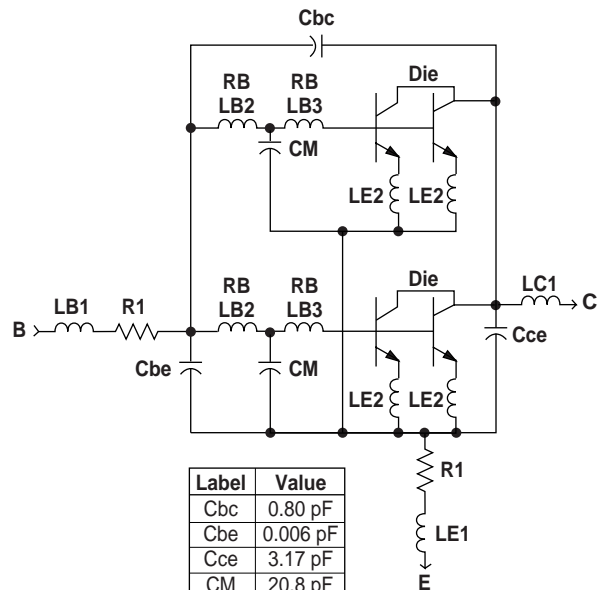 Cbc
Die
RB
RB
LB2
LB3
CM
LE2
LE2
Die
RB
RB
LC1
LB1
R1
LB2
LB3
B
C
Cce
Cbe
CM
LE2
LE2
R1
LE1
E
Label Value
Cbc 0.80 pF
Cbe 0.006 pF
Cce 3.17 pF
CM 20.8 pF